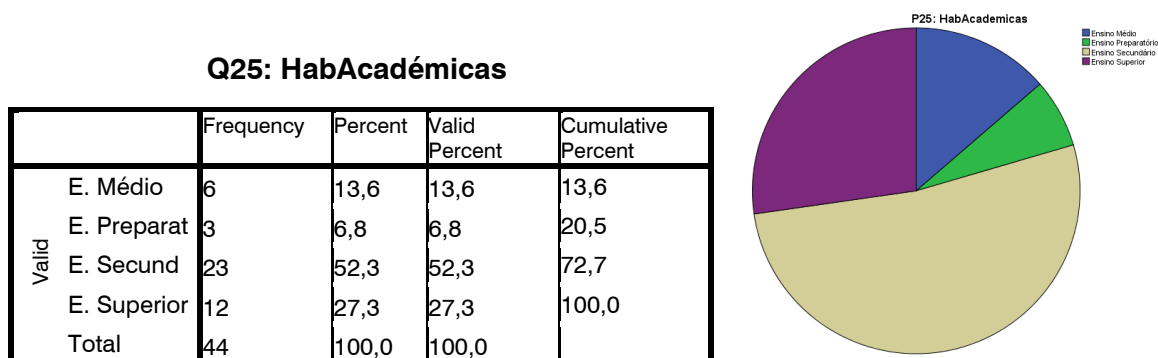 Q25: HabAcadémicas
Frequency Percent Valid Percent Cumulative Percent
Valid
E. Médio 6 13,6 13,6 13,6
E. Preparat 3 6,8 6,8 20,5
E. Secund 23 52,3 52,3 72,7
E. Superior 12 27,3 27,3 100,0
Total 44 100,0 100,0
P25: HabAcademicas
Ensino Médio
Ensino Preparatório
Ensino Secundário
Ensino Superior